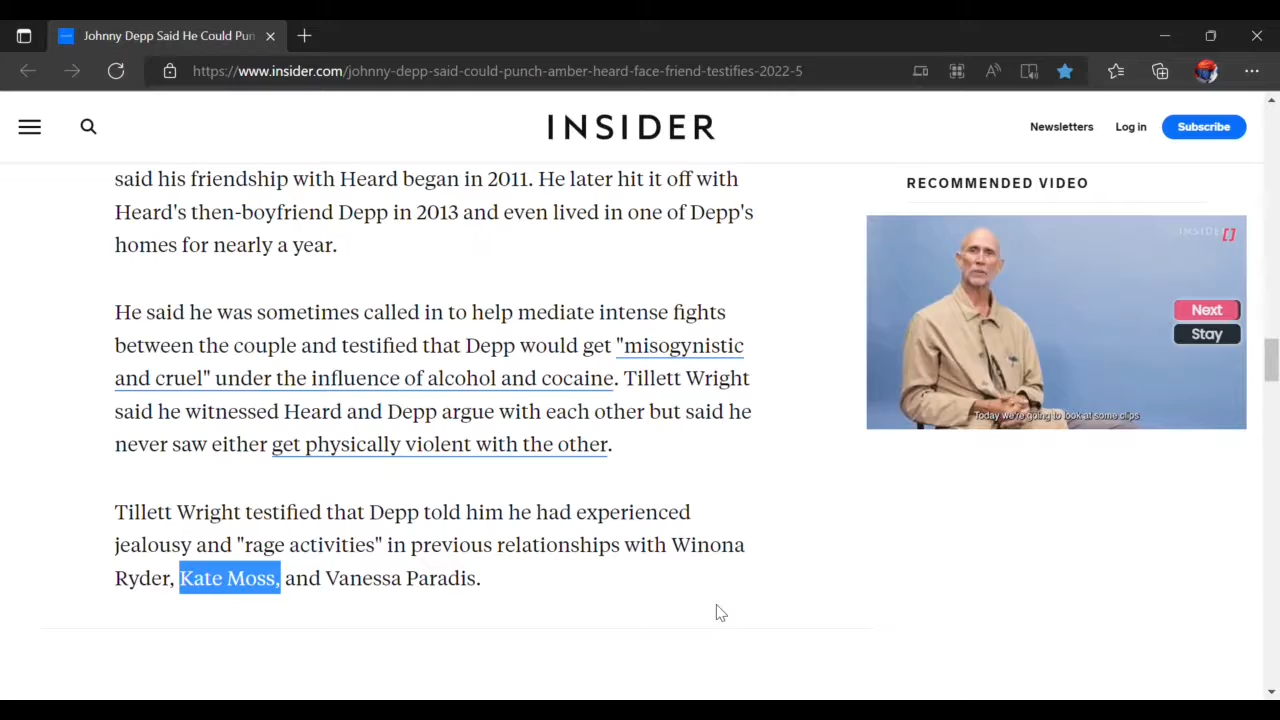 Johnny Depp Said He Could Pun
https://www.insider.com/johnny-depp-said-could-punch-amber-heard-face-friend-testifies-2022-5
INSIDER
Newsletters
Log in
Subscribe
said his friendship with Heard began in 2011. He later hit it off with
Heard's then-boyfriend Depp in 2013 and even lived in one of Depp's
homes for nearly a year.
He said he was sometimes called in to help mediate intense fights
between the couple and testified that Depp would get "misogynistic
and cruel" under the influence of alcohol and cocaine. Tillett Wright
said he witnessed Heard and Depp argue with each other but said he
never saw either get physically violent with the other.
Tillett Wright testified that Depp told him he had experienced
jealousy and "rage activities" in previous relationships with Winona
Ryder, Kate Moss, and Vanessa Paradis.
RECOMMENDED VIDEO
INSIDER
Next
Stay
Today we're going to look at some clips